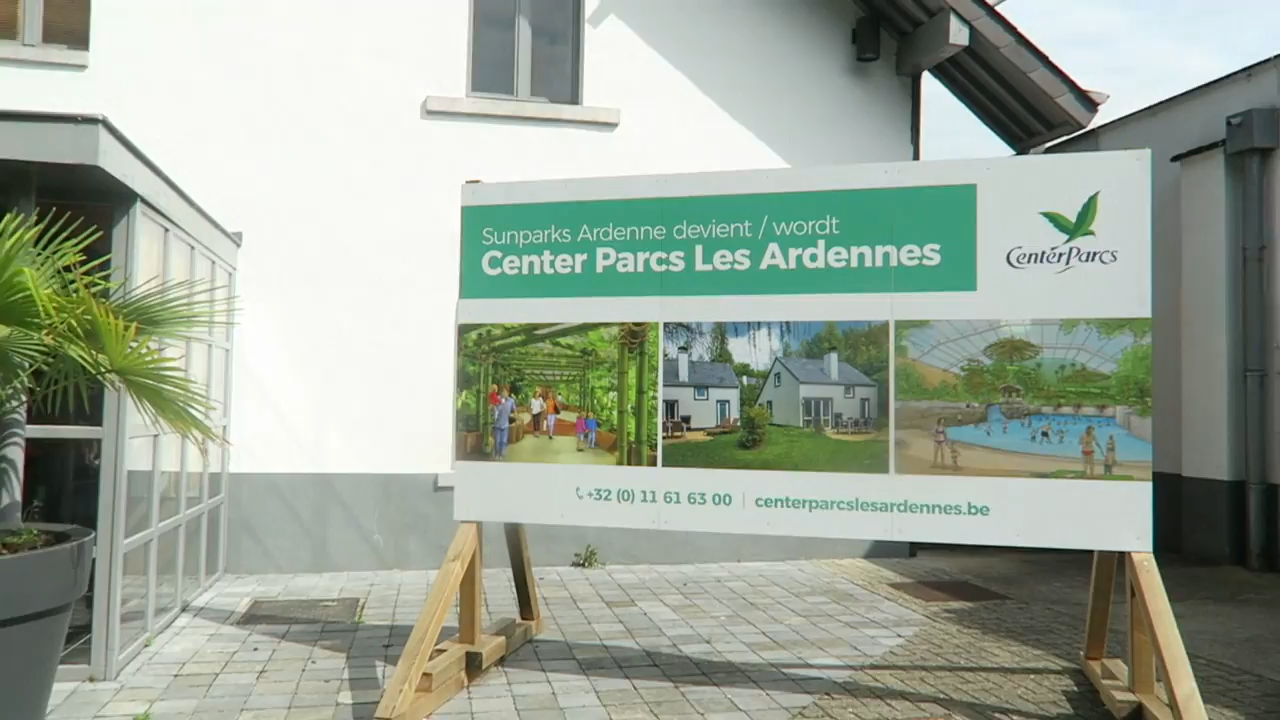 Sunparks Ardenne devient / wordt
Center Parcs Les Ardennes
CenterParcs
+32 (0) 11 61 63 00 | centerparcslesardennes.be